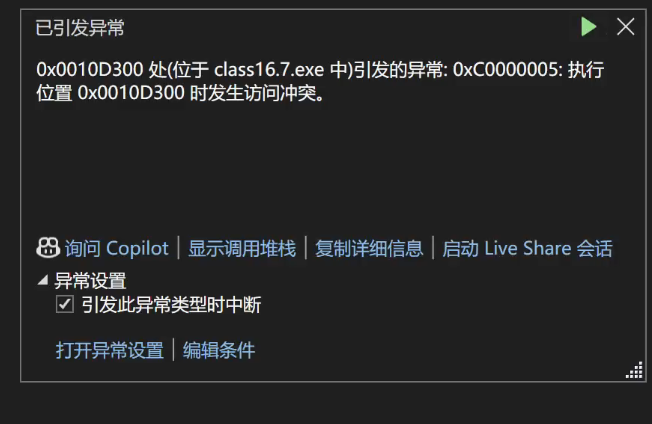 已引发异常
0x0010D300 处(位于 class16.7.exe 中)引发的异常: 0xC0000005: 执行
位置 0x0010D300 时发生访问冲突。
询问 Copilot | 显示调用堆栈 | 复制详细信息 | 启动 Live Share 会话
异常设置
引发此异常类型时中断
打开异常设置 | 编辑条件